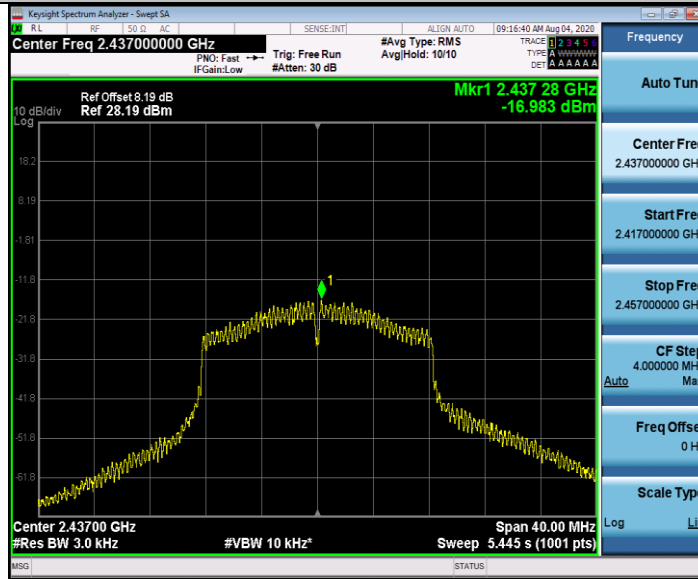 Keysight Spectrum Analyzer - Swept SA
RL RF 50 Ω AC SENSE:INT ALIGN AUTO 09:16:40 AM Aug 04, 2020
Center Freq 2.437000000 GHz
PNO: Fast
IFGain:Low
Trig: Free Run
#Atten: 30 dB
#Avg Type: RMS
Avg|Hold: 10/10
TRACE 1 2 3 4 5 6
TYPE A WWWWW
DET A A A A A A
Ref Offset 8.19 dB
10 dB/div Ref 28.19 dBm
Log
Mkr1 2.437 28 GHz
-16.983 dBm
18.2
8.19
-1.81
-11.8
-21.8
-31.8
-41.8
-51.8
-61.8
1
Center 2.43700 GHz Span 40.00 MHz
#Res BW 3.0 kHz #VBW 10 kHz* Sweep 5.445 s (1001 pts)
MSG STATUS
Frequency
Auto Tun
Center Fre
2.437000000 GH
Start Fre
2.417000000 GH
Stop Fre
2.457000000 GH
CF Ste
4.000000 MH
Auto Ma
Freq Offse
0 H
Scale Typ
Log Li